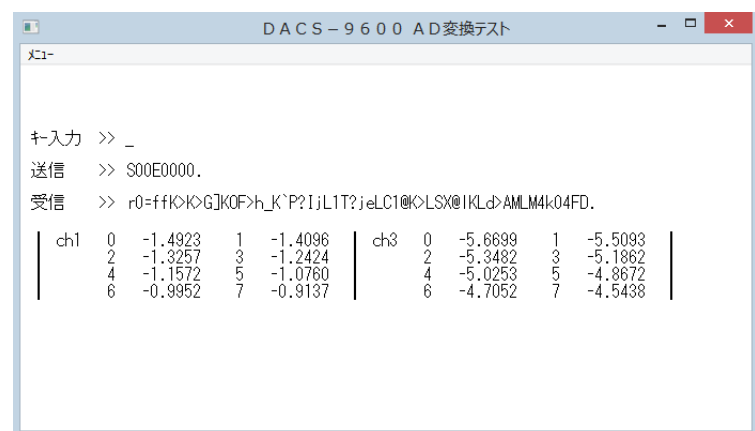 DACS-9600 AD変換テスト
メニュー
キー入力 >> _
送信 >> S00E0000.
受信 >> r0=ffK>K>G]KOF>h_K`P?IjL1T?jeLC1@K>LSX@IKLd>AMLM4k04FD.
ch1 0 -1.4923 1 -1.4096 ch3 0 -5.6699 1 -5.5093
2 -1.3257 3 -1.2424 2 -5.3482 3 -5.1862
4 -1.1572 5 -1.0760 4 -5.0253 5 -4.8672
6 -0.9952 7 -0.9137 6 -4.7052 7 -4.5438